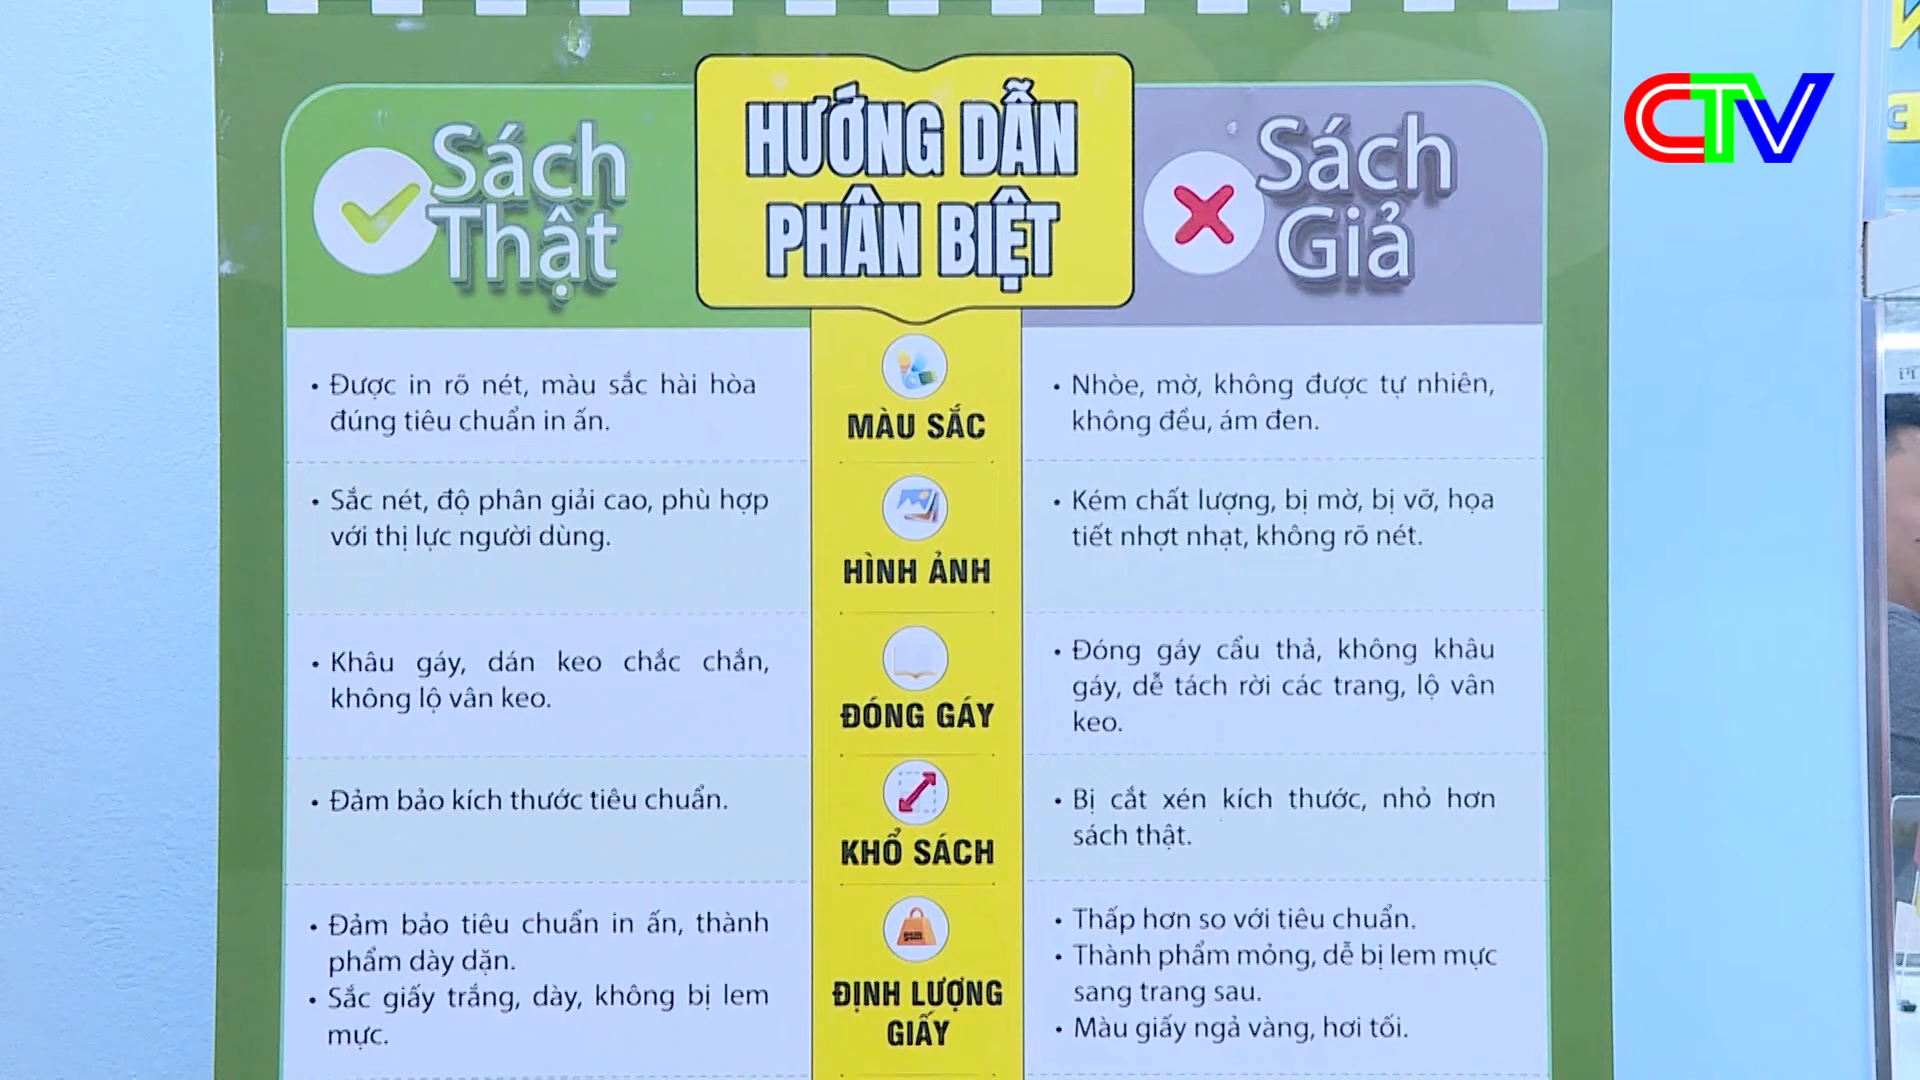 CTV
HƯỚNG DẪN
PHÂN BIỆT
Sách
Thật
Sách
Giả
MÀU SẮC
• Được in rõ nét, màu sắc hài hòa
đúng tiêu chuẩn in ấn.
• Nhòe, mờ, không được tự nhiên,
không đều, ám đen.
HÌNH ẢNH
• Sắc nét, độ phân giải cao, phù hợp
với thị lực người dùng.
• Kém chất lượng, bị mờ, bị vỡ, họa
tiết nhợt nhạt, không rõ nét.
ĐÓNG GÁY
• Khâu gáy, dán keo chắc chắn,
không lộ vân keo.
• Đóng gáy cẩu thả, không khâu
gáy, dễ tách rời các trang, lộ vân
keo.
KHỔ SÁCH
• Đảm bảo kích thước tiêu chuẩn.
• Bị cắt xén kích thước, nhỏ hơn
sách thật.
gsm
ĐỊNH LƯỢNG
GIẤY
• Đảm bảo tiêu chuẩn in ấn, thành
phẩm dày dặn.
• Sắc giấy trắng, dày, không bị lem
mực.
• Thấp hơn so với tiêu chuẩn.
• Thành phẩm mỏng, dễ bị lem mực
sang trang sau.
• Màu giấy ngả vàng, hơi tối.